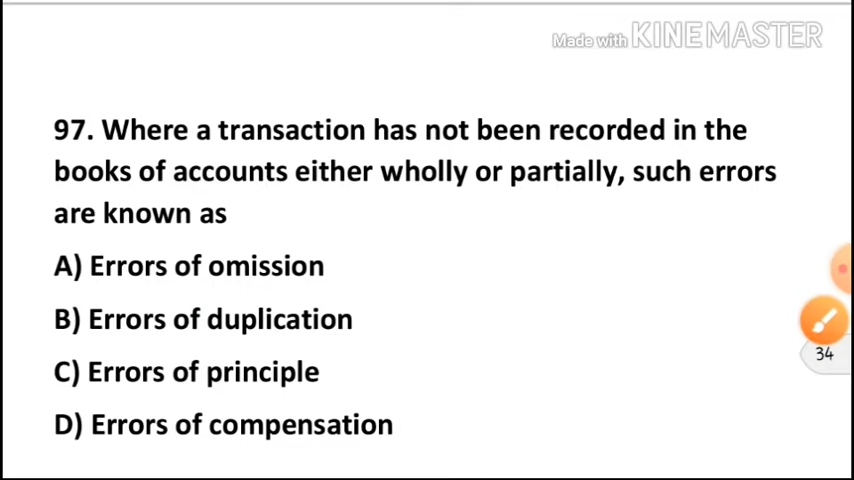 Made with KINEMASTER
97. Where a transaction has not been recorded in the
books of accounts either wholly or partially, such errors
are known as
A) Errors of omission
B) Errors of duplication
34
C) Errors of principle
D) Errors of compensation